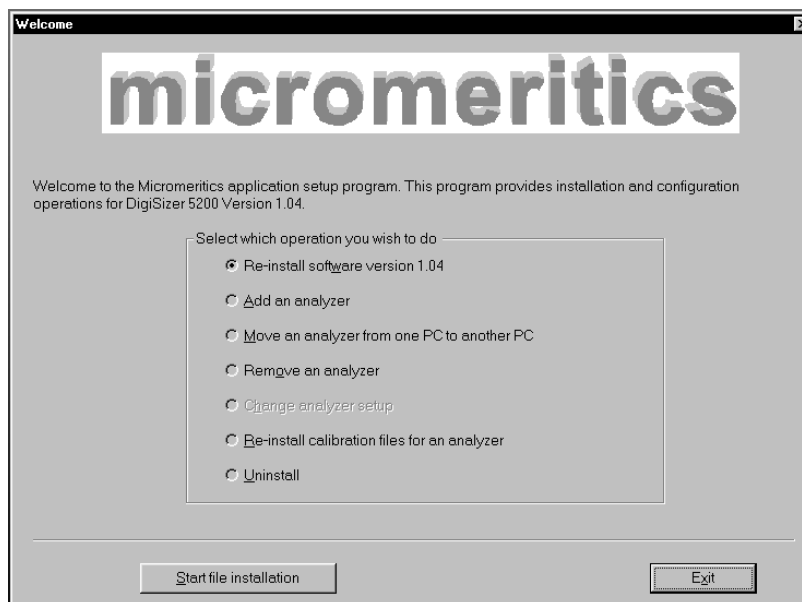 Welcome
micromeritics
Welcome to the Micromeritics application setup program. This program provides installation and configuration
operations for DigiSizer 5200 Version 1.04.
Select which operation you wish to do
Re-install software version 1.04
Add an analyzer
Move an analyzer from one PC to another PC
Remove an analyzer
Change analyzer setup
Re-install calibration files for an analyzer
Uninstall
Start file installation
Exit